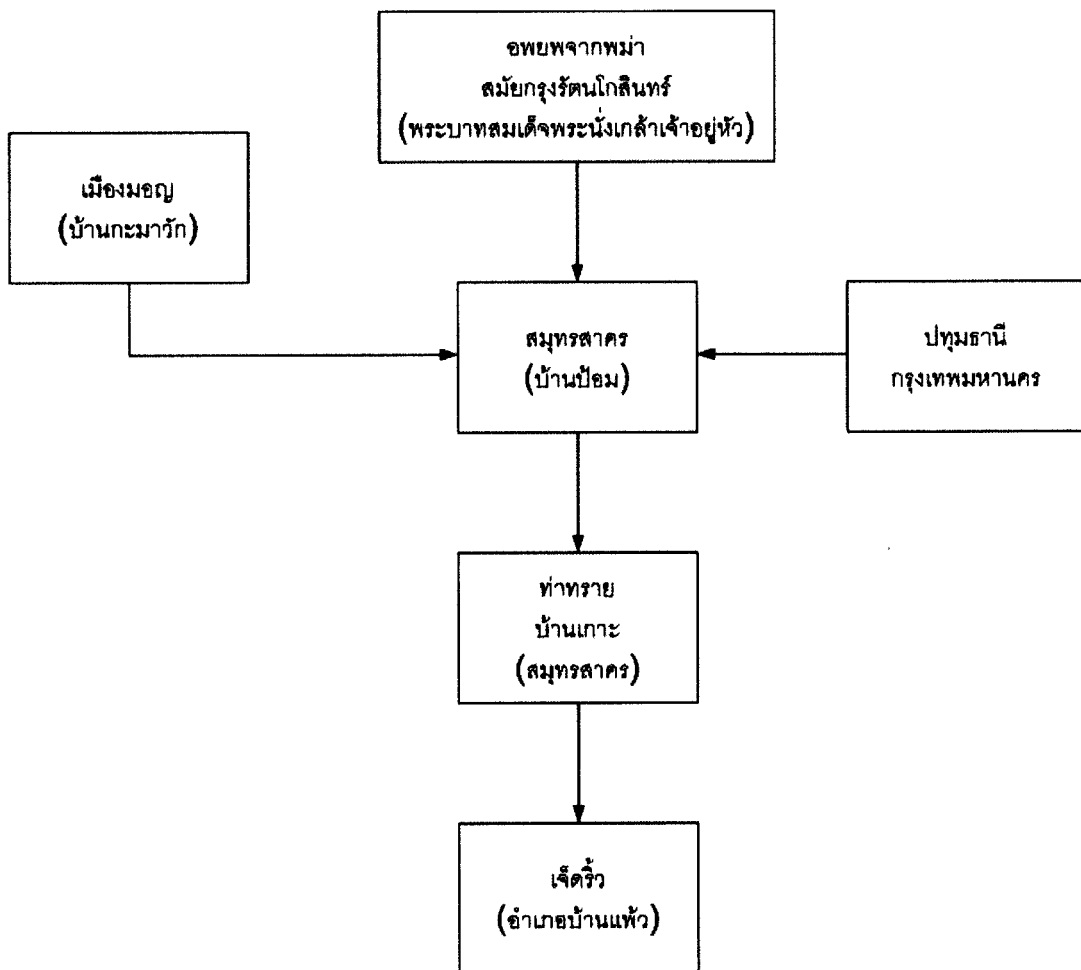 อพยพจากพม่า
สมัยกรุงรัตนโกสินทร์
(พระบาทสมเด็จพระนั่งเกล้าเจ้าอยู่หัว)
เมืองมอญ
(บ้านกะมาวัก)
สมุทรสาคร
(บ้านป้อม)
ปทุมธานี
กรุงเทพมหานคร
ท่าทราย
บ้านเกาะ
(สมุทรสาคร)
เจ็ดริ้ว
(อำเภอบ้านแพ้ว)